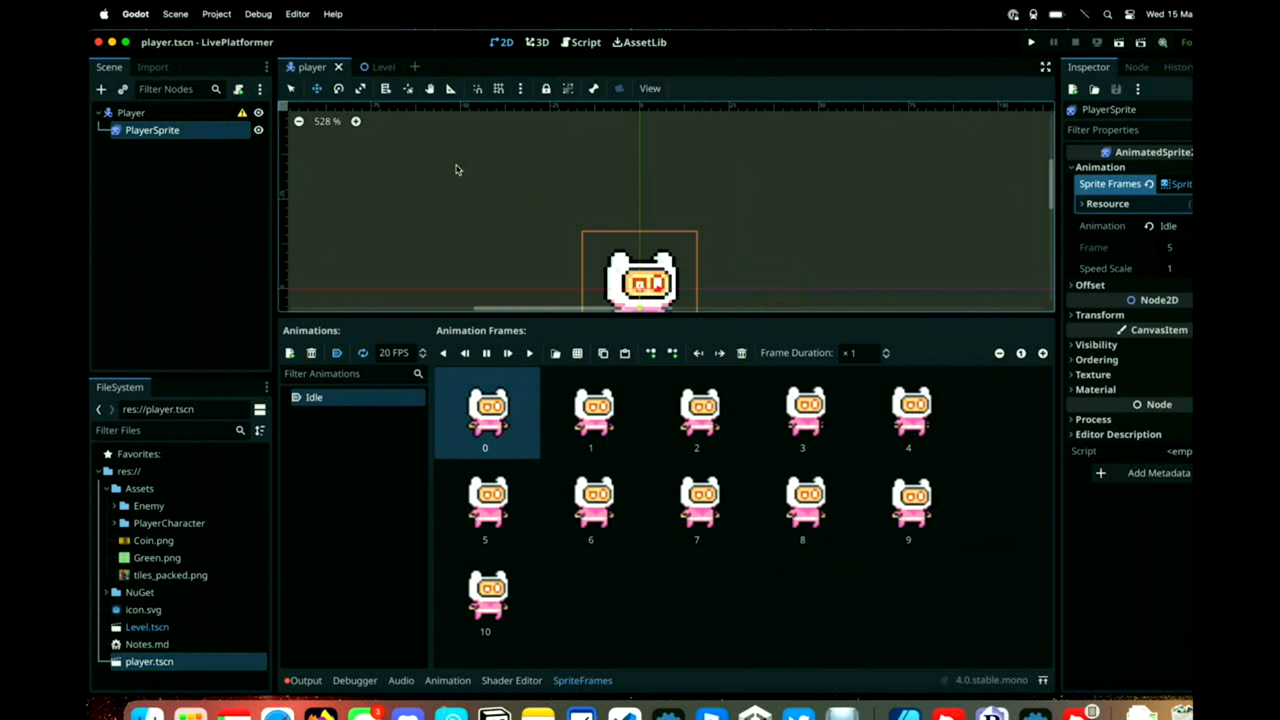 Godot Scene Project Debug Editor Help Wed 15 Ma
player.tscn - LivePlatformer 2D 3D Script AssetLib Fo
Scene Import player Level Inspector Node History
Filter Nodes View
Player PlayerSprite
PlayerSprite 528 % Filter Properties
AnimatedSprite2
Animation
Sprite Frames Sprit
Resource
Animation Idle
Frame 5
Speed Scale 1
Offset
Node2D
Transform
CanvasItem
Visibility
Ordering
Texture
Material
Node
Process
Editor Description
Script <emp
Add Metadata
Animations: Animation Frames:
20 FPS Frame Duration: × 1
Filter Animations
Idle
0 1 2 3 4
5 6 7 8 9
10
FileSystem
res://player.tscn
Filter Files
Favorites:
res://
Assets
Enemy
PlayerCharacter
Coin.png
Green.png
tiles_packed.png
NuGet
icon.svg
Level.tscn
Notes.md
player.tscn
Output Debugger Audio Animation Shader Editor SpriteFrames 4.0.stable.mono
3